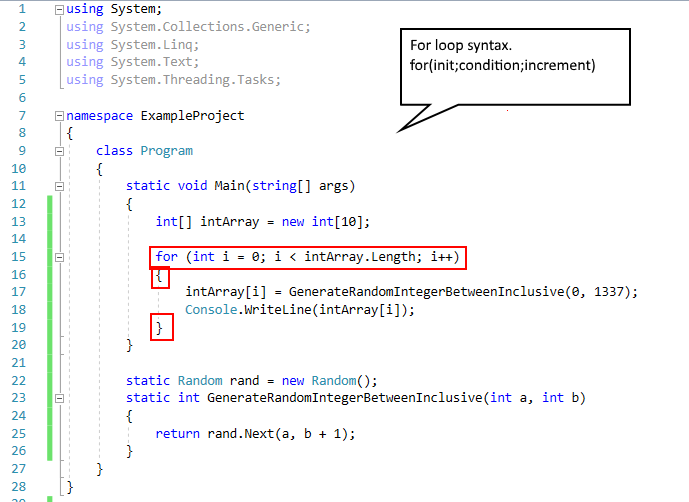 1 using System;
2 using System.Collections.Generic;
3 using System.Linq;
4 using System.Text;
5 using System.Threading.Tasks;
6
7 namespace ExampleProject
8 {
9 class Program
10 {
11 static void Main(string[] args)
12 {
13 int[] intArray = new int[10];
14
15 for (int i = 0; i < intArray.Length; i++)
16 {
17 intArray[i] = GenerateRandomIntegerBetweenInclusive(0, 1337);
18 Console.WriteLine(intArray[i]);
19 }
20 }
21
22 static Random rand = new Random();
23 static int GenerateRandomIntegerBetweenInclusive(int a, int b)
24 {
25 return rand.Next(a, b + 1);
26 }
27 }
28 }
For loop syntax.
for(init;condition;increment)